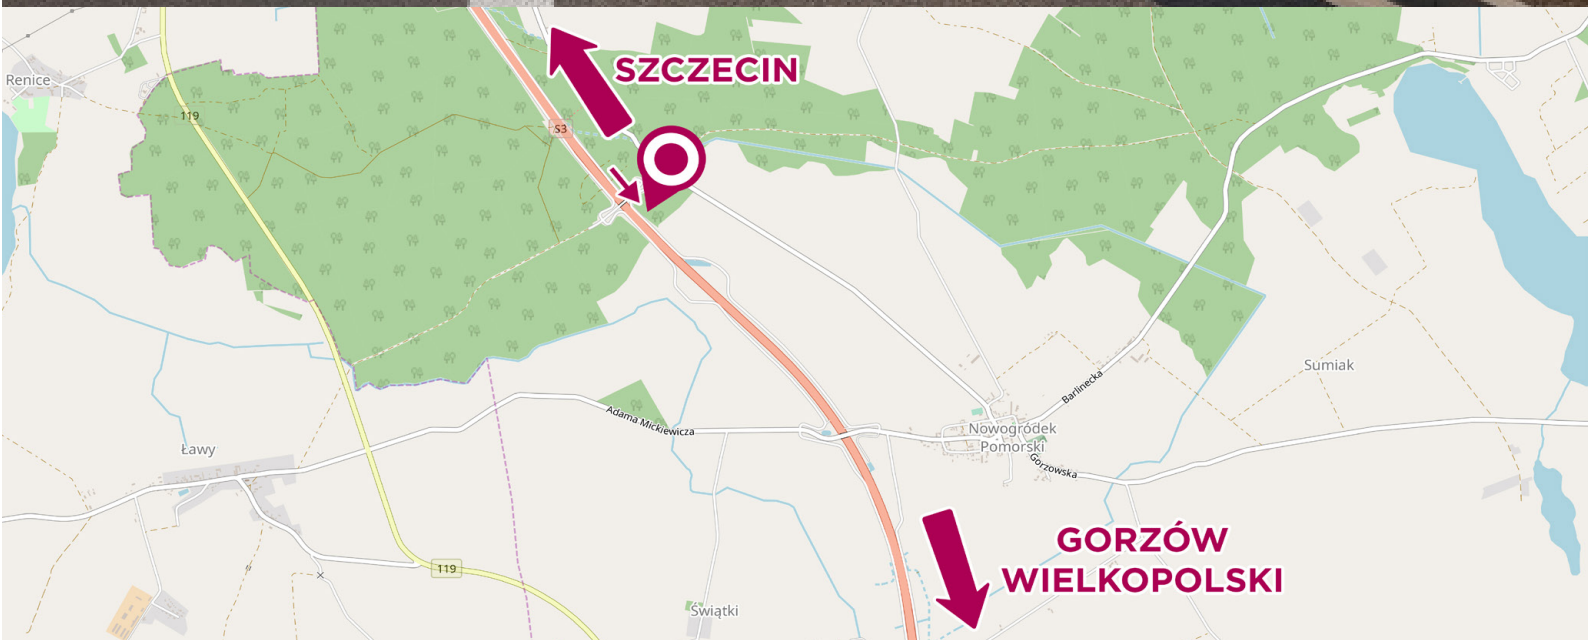 SZCZECIN
Renice
119
S3
Sumiak
Barlinecka
Adama Mickiewicza
Nowogródek
Pomorski
Ławy
Gorzowska
GORZÓW
WIELKOPOLSKI
119
Świątki